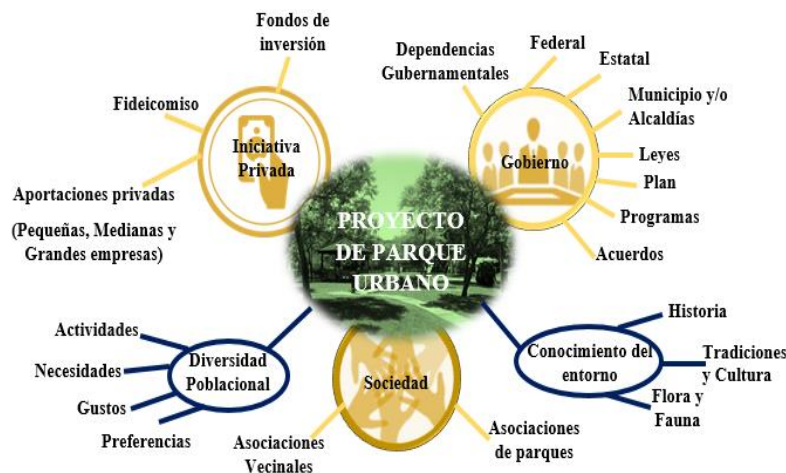 Fondos de
inversión
Fideicomiso
Aportaciones privadas
(Pequeñas, Medianas y
Grandes empresas)
Iniciativa
Privada
Dependencias
Gubernamentales
Federal
Estatal
Municipio y/o
Alcaldías
Leyes
Plan
Programas
Acuerdos
Gobierno
PROYECTO
DE PARQUE
URBANO
Actividades
Necesidades
Gustos
Preferencias
Diversidad
Poblacional
Sociedad
Asociaciones
Vecinales
Asociaciones
de parques
Conocimiento del
entorno
Historia
Tradiciones
y Cultura
Flora y
Fauna